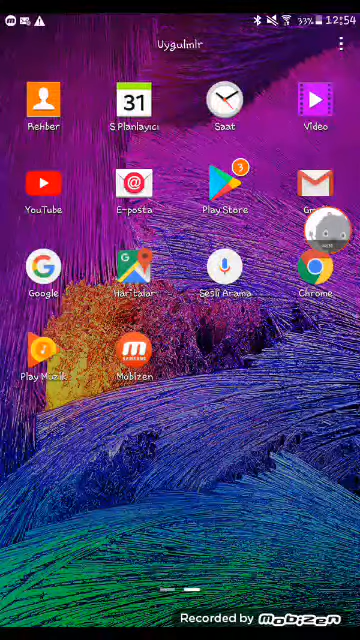 33% 12:54
Uygulmlr
31
Rehber
S Planlayıcı
Saat
Video
@
3
YouTube
E-posta
Play Store
Google
Haritalar
Sesli Arama
Chrome
Play Müzik
Mobizen
Recorded by mobizen